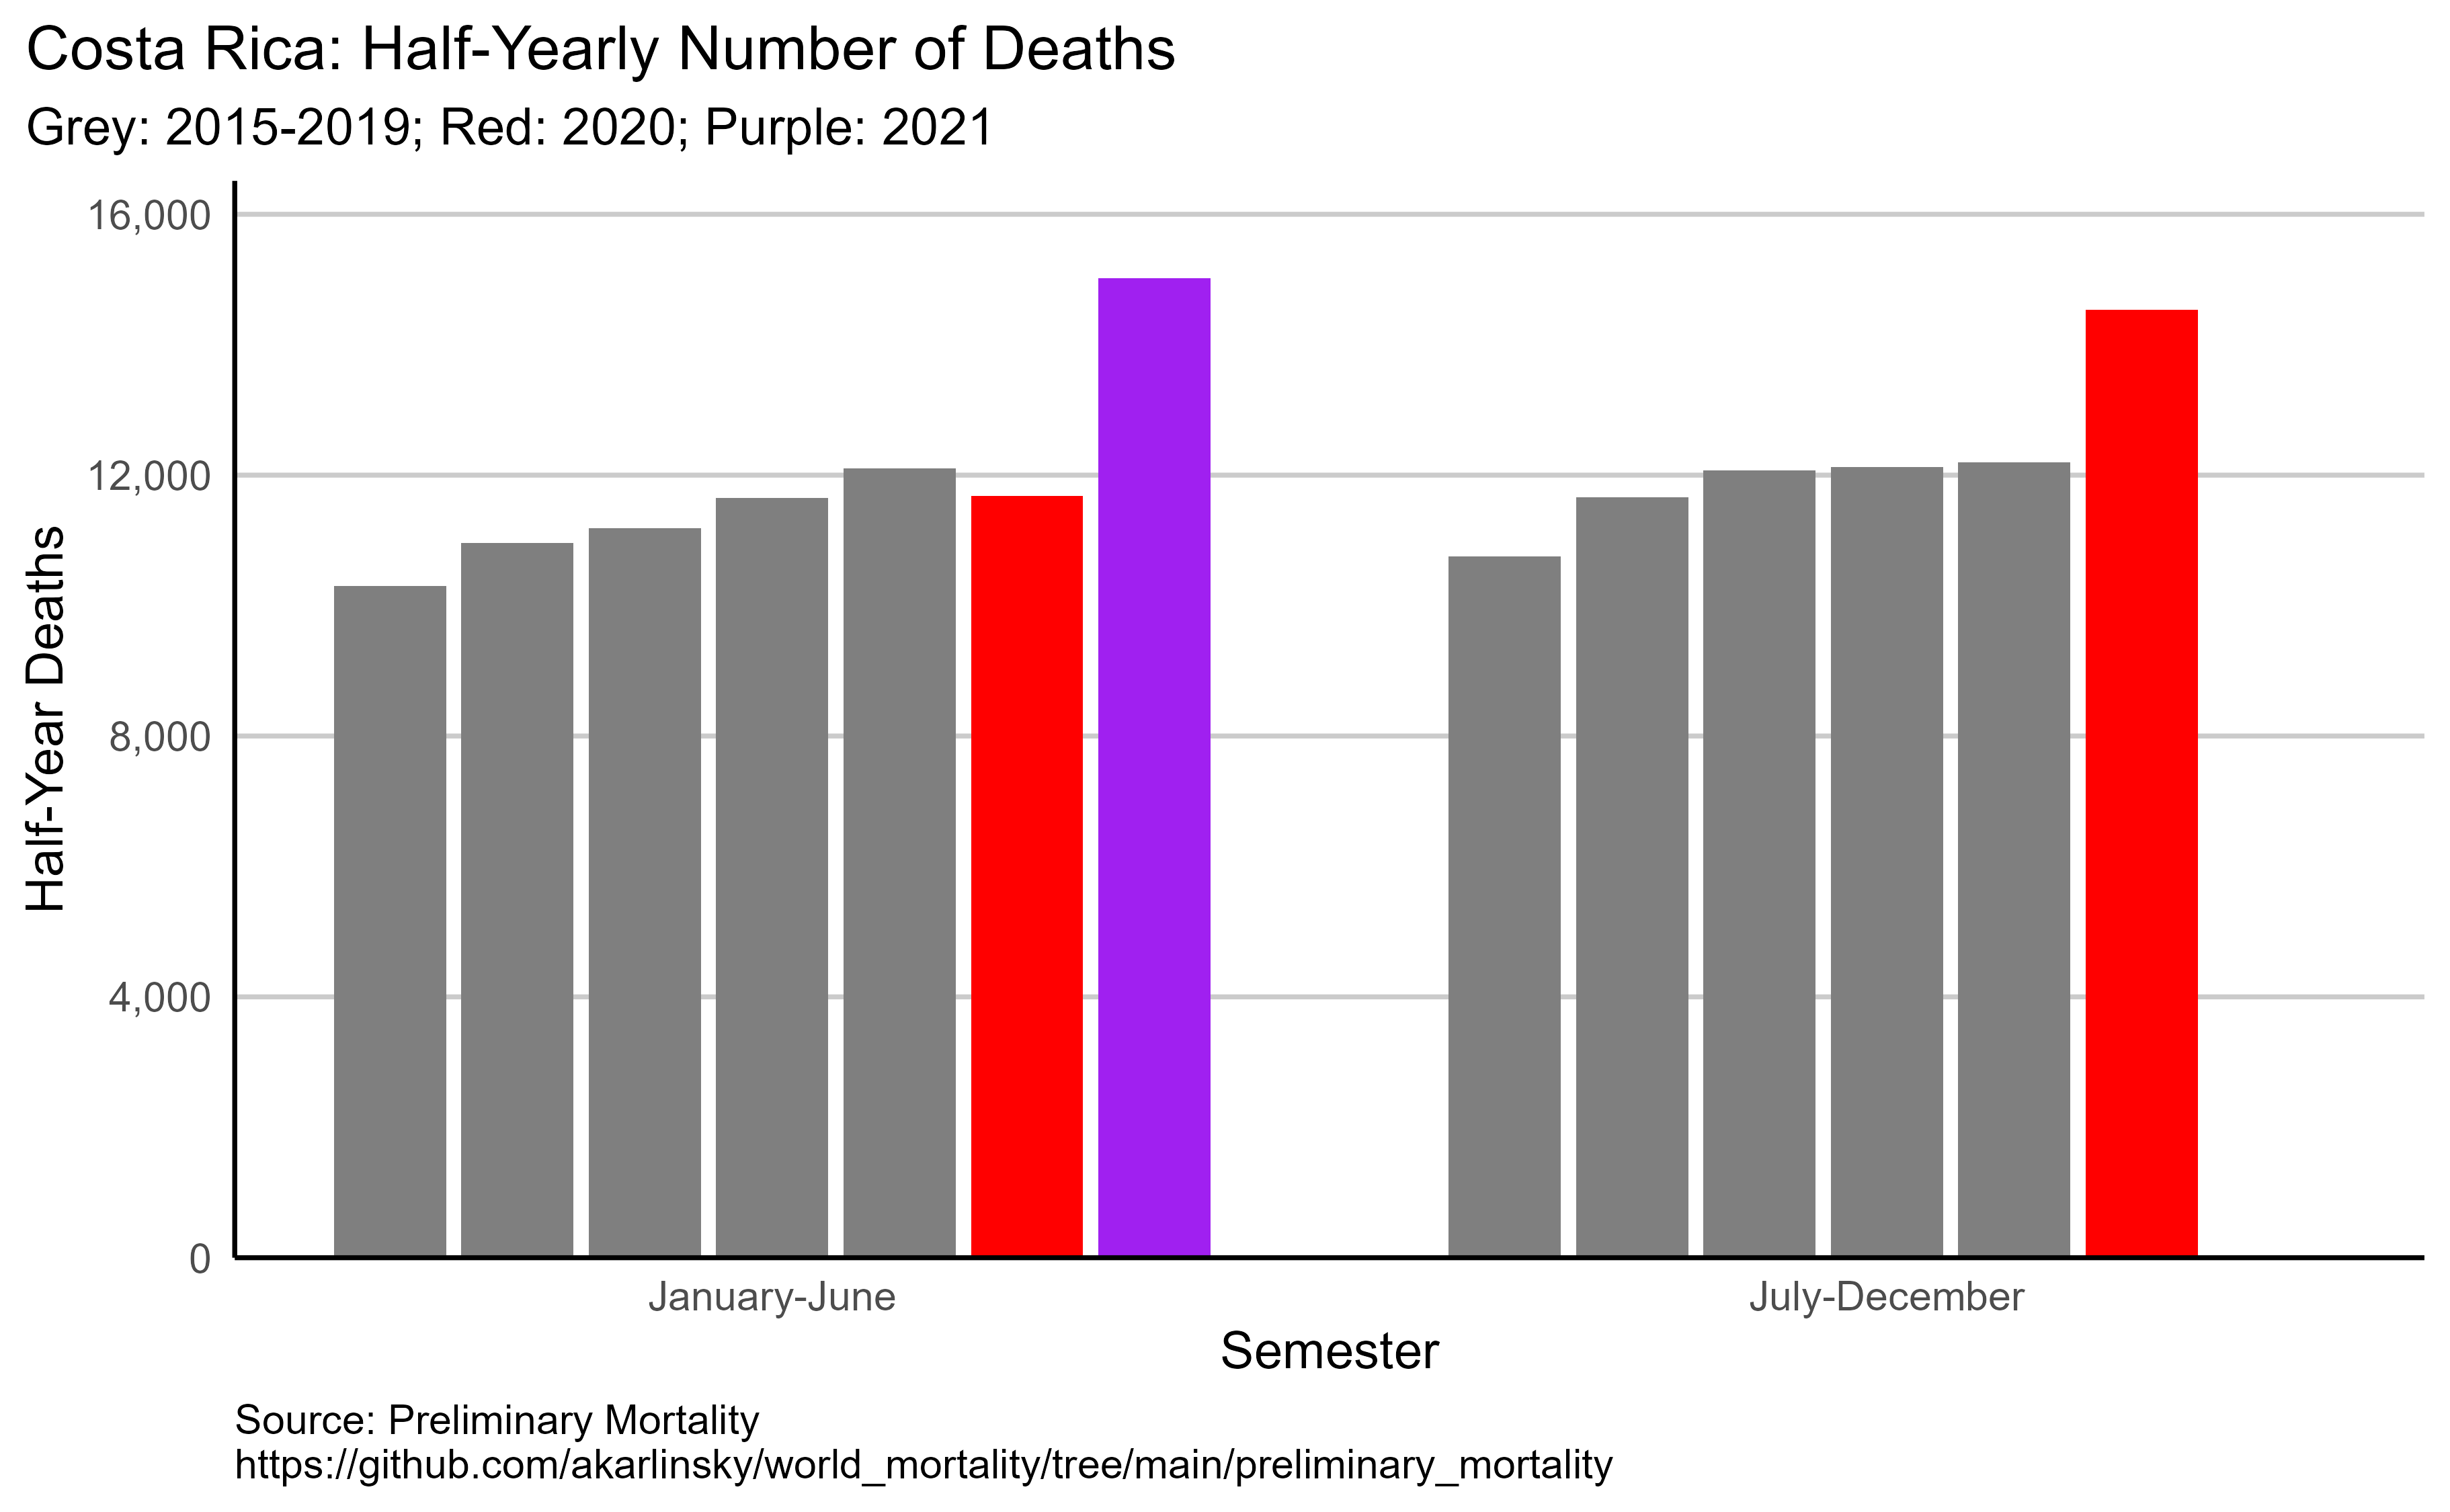 Costa Rica: Half-Yearly Number of Deaths
Grey: 2015-2019; Red: 2020; Purple: 2021
16,000
12,000
8,000
4,000
0
Half-Year Deaths
January-June
July-December
Semester
Source: Preliminary Mortality
https://github.com/akarlinsky/world_mortality/tree/main/preliminary_mortality